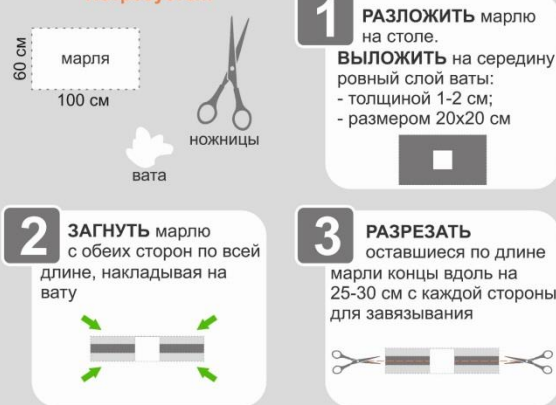 60 см
марля
100 см
ножницы
вата
1
РАЗЛОЖИТЬ марлю
на столе.
ВЫЛОЖИТЬ на середину
ровный слой ваты:
- толщиной 1-2 см;
- размером 20х20 см
2
ЗАГНУТЬ марлю
с обеих сторон по всей
длине, накладывая на
вату
3
РАЗРЕЗАТЬ
оставшиеся по длине
марли концы вдоль на
25-30 см с каждой стороны
для завязывания